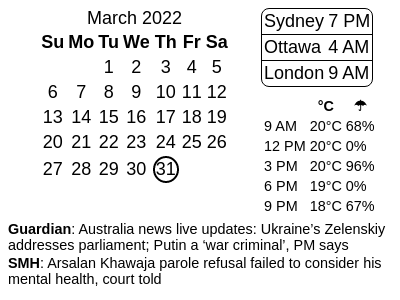 March 2022
Su Mo Tu We Th Fr Sa
1 2 3 4 5
6 7 8 9 10 11 12
13 14 15 16 17 18 19
20 21 22 23 24 25 26
27 28 29 30 31
Sydney 7 PM
Ottawa 4 AM
London 9 AM
°C ☂
9 AM 20°C 68%
12 PM 20°C 0%
3 PM 20°C 96%
6 PM 19°C 0%
9 PM 18°C 67%
Guardian: Australia news live updates: Ukraine’s Zelenskiy
addresses parliament; Putin a ‘war criminal’, PM says
SMH: Arsalan Khawaja parole refusal failed to consider his
mental health, court told